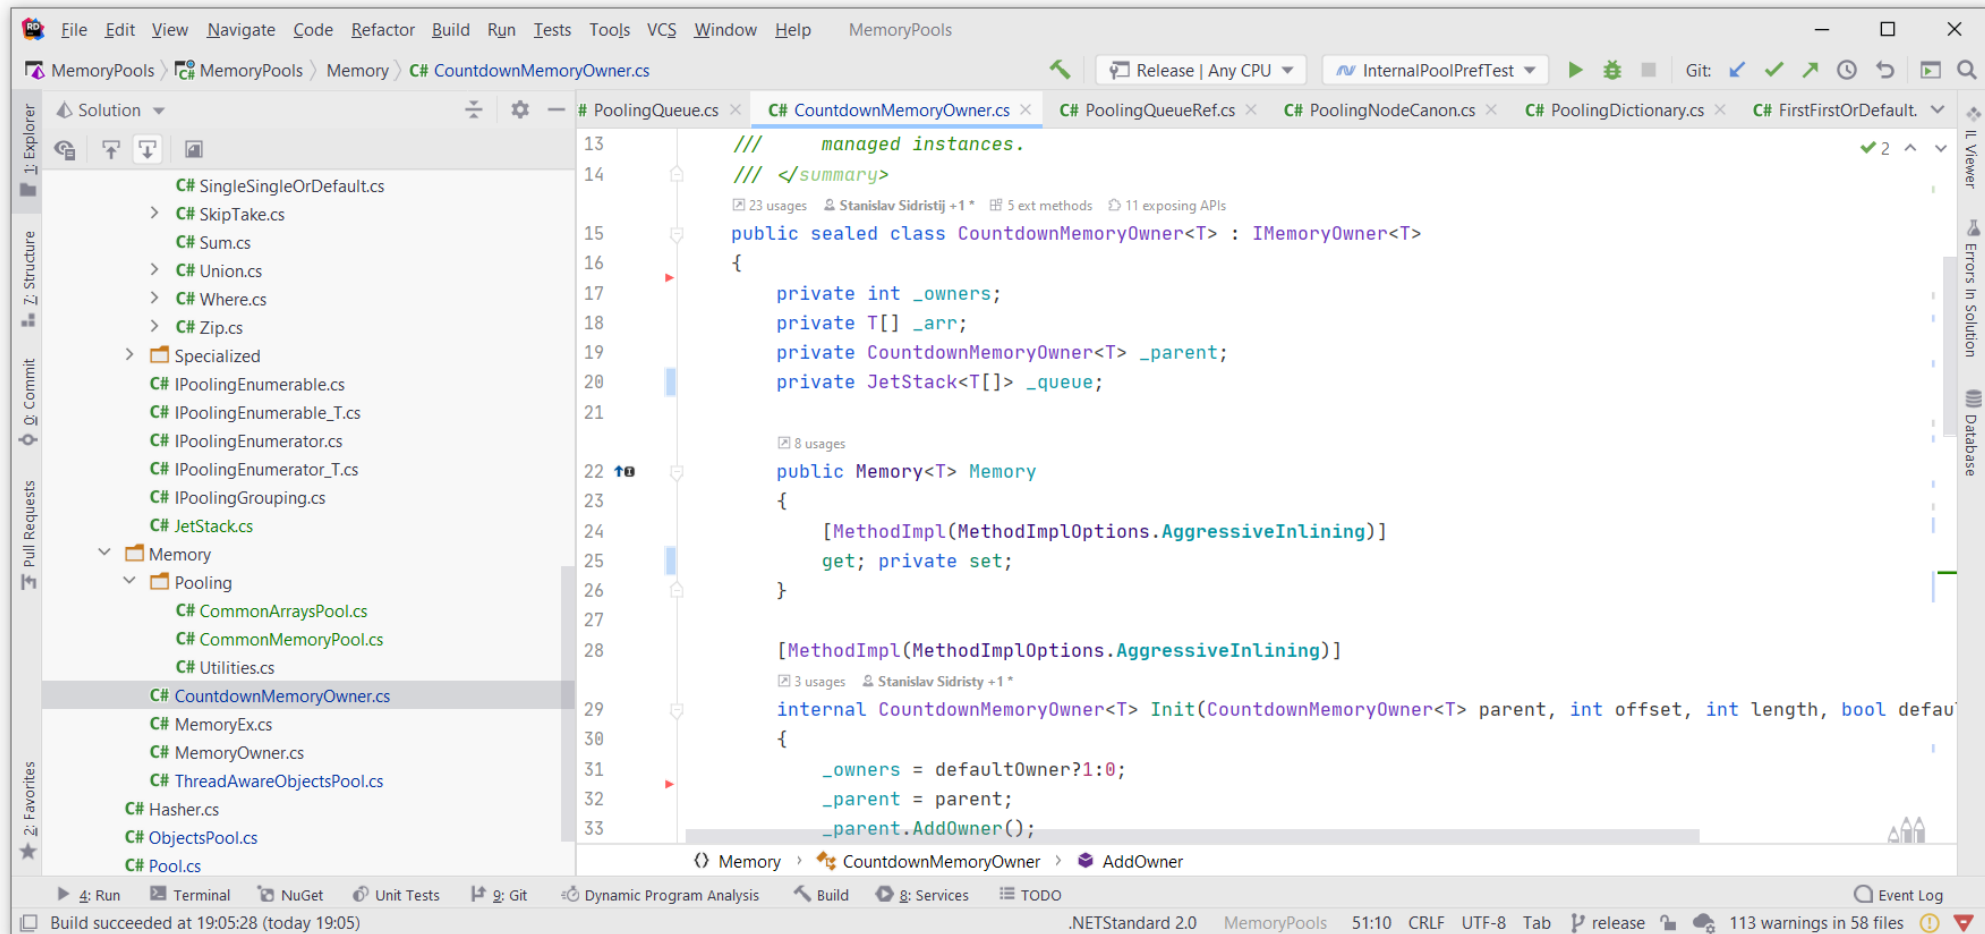 File Edit View Navigate Code Refactor Build Run Tests Tools VCS Window Help MemoryPools
MemoryPools MemoryPools Memory C# CountdownMemoryOwner.cs Release | Any CPU InternalPoolPrefTest Git:
1: Explorer
7: Structure
0: Commit
Pull Requests
2: Favorites
Solution
C# SingleSingleOrDefault.cs
C# SkipTake.cs
C# Sum.cs
C# Union.cs
C# Where.cs
C# Zip.cs
Specialized
C# IPoolingEnumerable.cs
C# IPoolingEnumerable_T.cs
C# IPoolingEnumerator.cs
C# IPoolingEnumerator_T.cs
C# IPoolingGrouping.cs
C# JetStack.cs
Memory
Pooling
C# CommonArraysPool.cs
C# CommonMemoryPool.cs
C# Utilities.cs
C# CountdownMemoryOwner.cs
C# MemoryEx.cs
C# MemoryOwner.cs
C# ThreadAwareObjectsPool.cs
C# Hasher.cs
C# ObjectsPool.cs
C# Pool.cs
# PoolingQueue.cs C# CountdownMemoryOwner.cs C# PoolingQueueRef.cs C# PoolingNodeCanon.cs C# PoolingDictionary.cs C# FirstFirstOrDefault.
2
13 /// managed instances.
14 /// </summary>
23 usages Stanislav Sidristij +1 * 5 ext methods 11 exposing APIs
15 public sealed class CountdownMemoryOwner<T> : IMemoryOwner<T>
16 {
17 private int _owners;
18 private T[] _arr;
19 private CountdownMemoryOwner<T> _parent;
20 private JetStack<T[]> _queue;
21
8 usages
22 public Memory<T> Memory
23 {
24 [MethodImpl(MethodImplOptions.AggressiveInlining)]
25 get; private set;
26 }
27
28 [MethodImpl(MethodImplOptions.AggressiveInlining)]
3 usages Stanislav Sidristy +1 *
29 internal CountdownMemoryOwner<T> Init(CountdownMemoryOwner<T> parent, int offset, int length, bool defau
30 {
31 _owners = defaultOwner?1:0;
32 _parent = parent;
33 _parent.AddOwner();
Memory CountdownMemoryOwner AddOwner
IL Viewer
Errors In Solution
Database
4: Run Terminal NuGet Unit Tests 9: Git Dynamic Program Analysis Build 8: Services TODO Event Log
Build succeeded at 19:05:28 (today 19:05) .NETStandard 2.0 MemoryPools 51:10 CRLF UTF-8 Tab release 113 warnings in 58 files